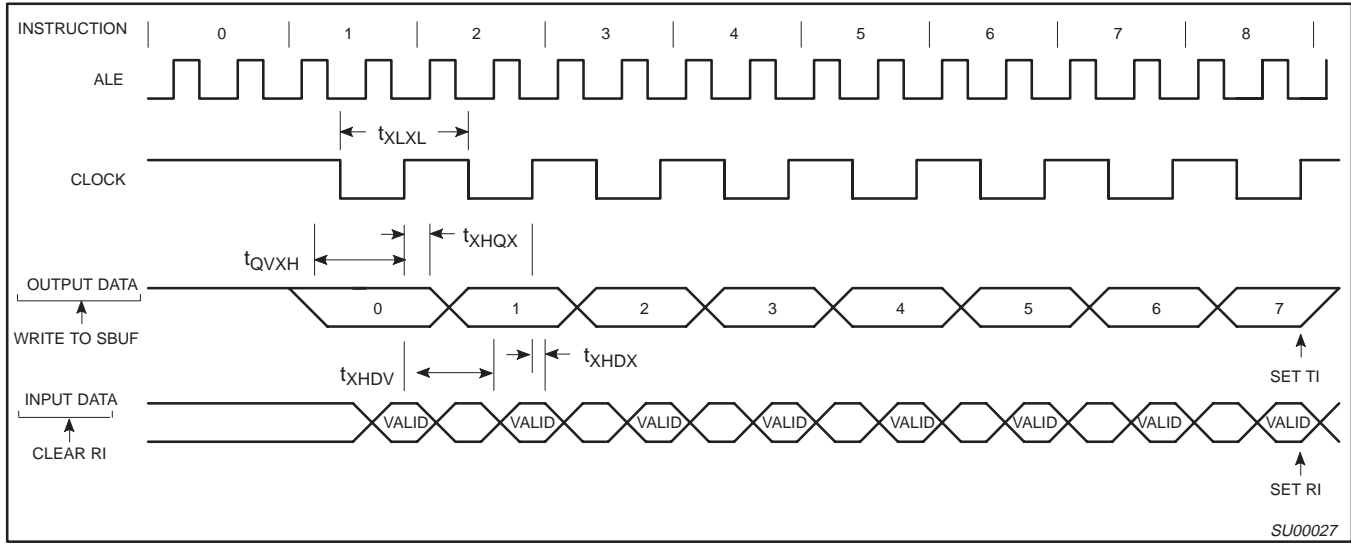 INSTRUCTION 0 1 2 3 4 5 6 7 8
ALE
tXLXL
CLOCK
tXHQX
tQVXH
OUTPUT DATA
0 1 2 3 4 5 6 7
WRITE TO SBUF
tXHDX
tXHDV
SET TI
INPUT DATA
VALID VALID VALID VALID VALID VALID VALID VALID
CLEAR RI
SET RI
SU00027